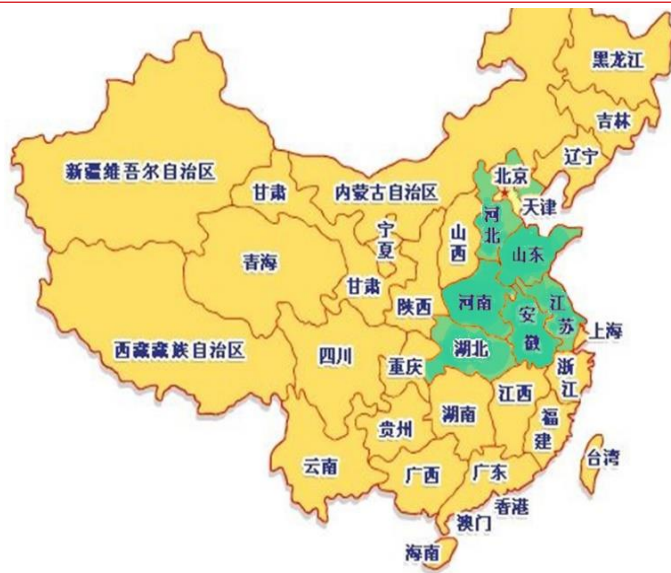 黑龙江
吉林
辽宁
新疆维吾尔自治区
甘肃
内蒙古自治区
北京
天津
河北
山西
宁夏
青海
山东
甘肃
陕西
河南
江苏
安徽
上海
西藏藏族自治区
四川
重庆
湖北
浙江
江西
湖南
福建
贵州
云南
广西
广东
台湾
香港
澳门
海南